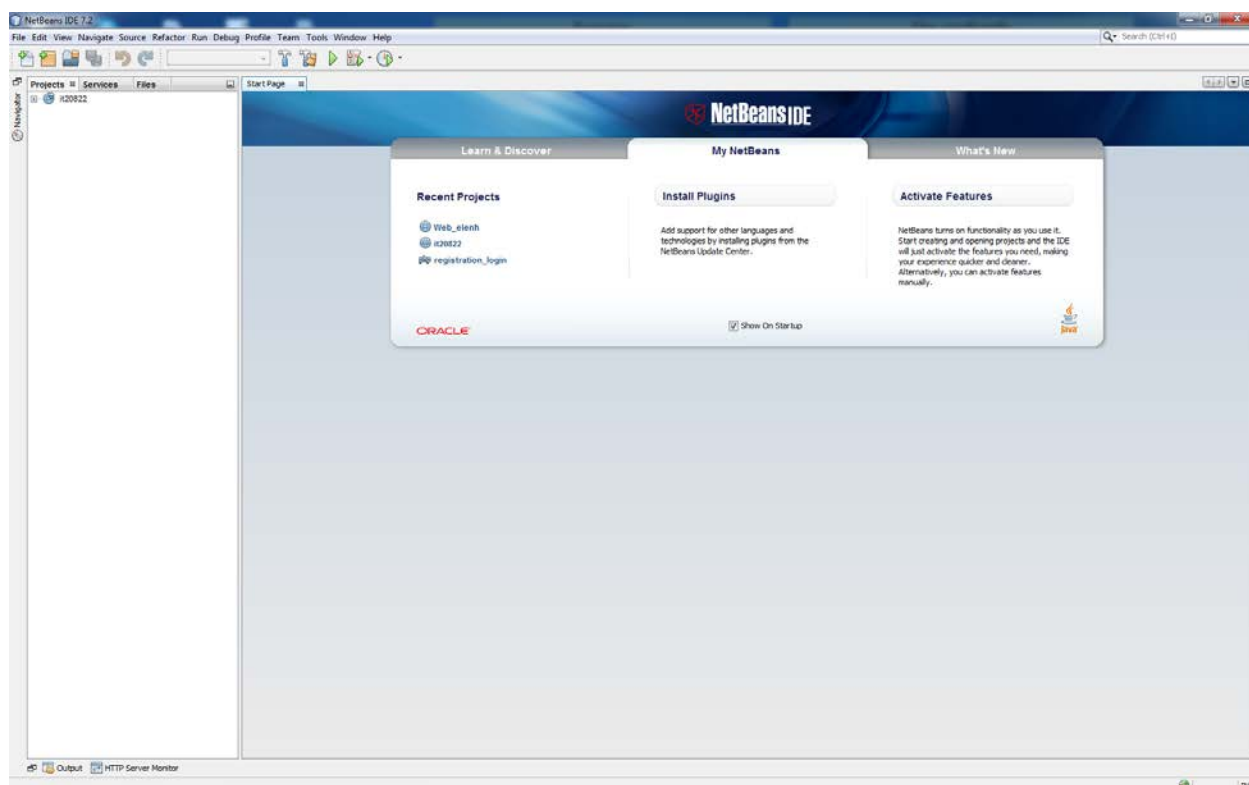 NetBeans IDE 7.2
File Edit View Navigate Source Refactor Run Debug Profile Team Tools Window Help
Search (Ctrl+I)
Projects Services Files
Start Page
Navigator
it20822
NetBeans IDE
Learn & Discover
My NetBeans
What's New
Recent Projects
Web_elenh
it20822
registration_login
Install Plugins
Add support for other languages and
technologies by installing plugins from the
NetBeans Update Center.
Activate Features
NetBeans turns on functionality as you use it.
Start creating and opening projects and the IDE
will just activate the features you need, making
your experience quicker and cleaner.
Alternatively, you can activate features
manually.
ORACLE
Show On Startup
Java
Output HTTP Server Monitor